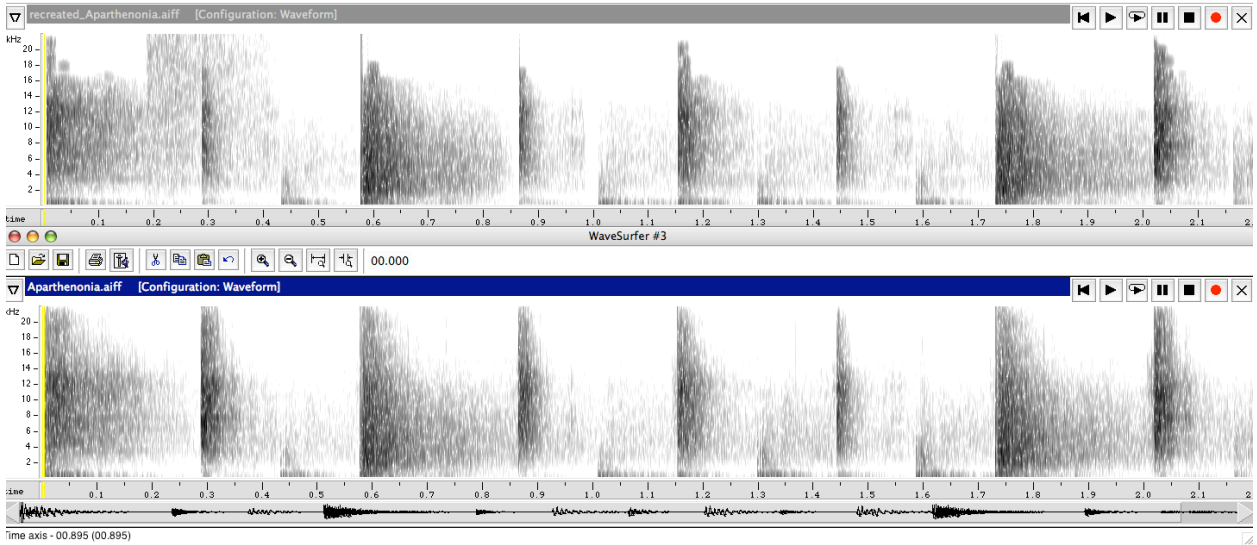 recreated_Aparthenonia.aiff [Configuration: Waveform]
kHz
20
18
16
14
12
10
8
6
4
2
time 0.1 0.2 0.3 0.4 0.5 0.6 0.7 0.8 0.9 1.0 1.1 1.2 1.3 1.4 1.5 1.6 1.7 1.8 1.9 2.0 2.1 2.
WaveSurfer #3
00.000
Aparthenonia.aiff [Configuration: Waveform]
kHz
20
18
16
14
12
10
8
6
4
2
time 0.1 0.2 0.3 0.4 0.5 0.6 0.7 0.8 0.9 1.0 1.1 1.2 1.3 1.4 1.5 1.6 1.7 1.8 1.9 2.0 2.1 2
Time axis - 00.895 (00.895)